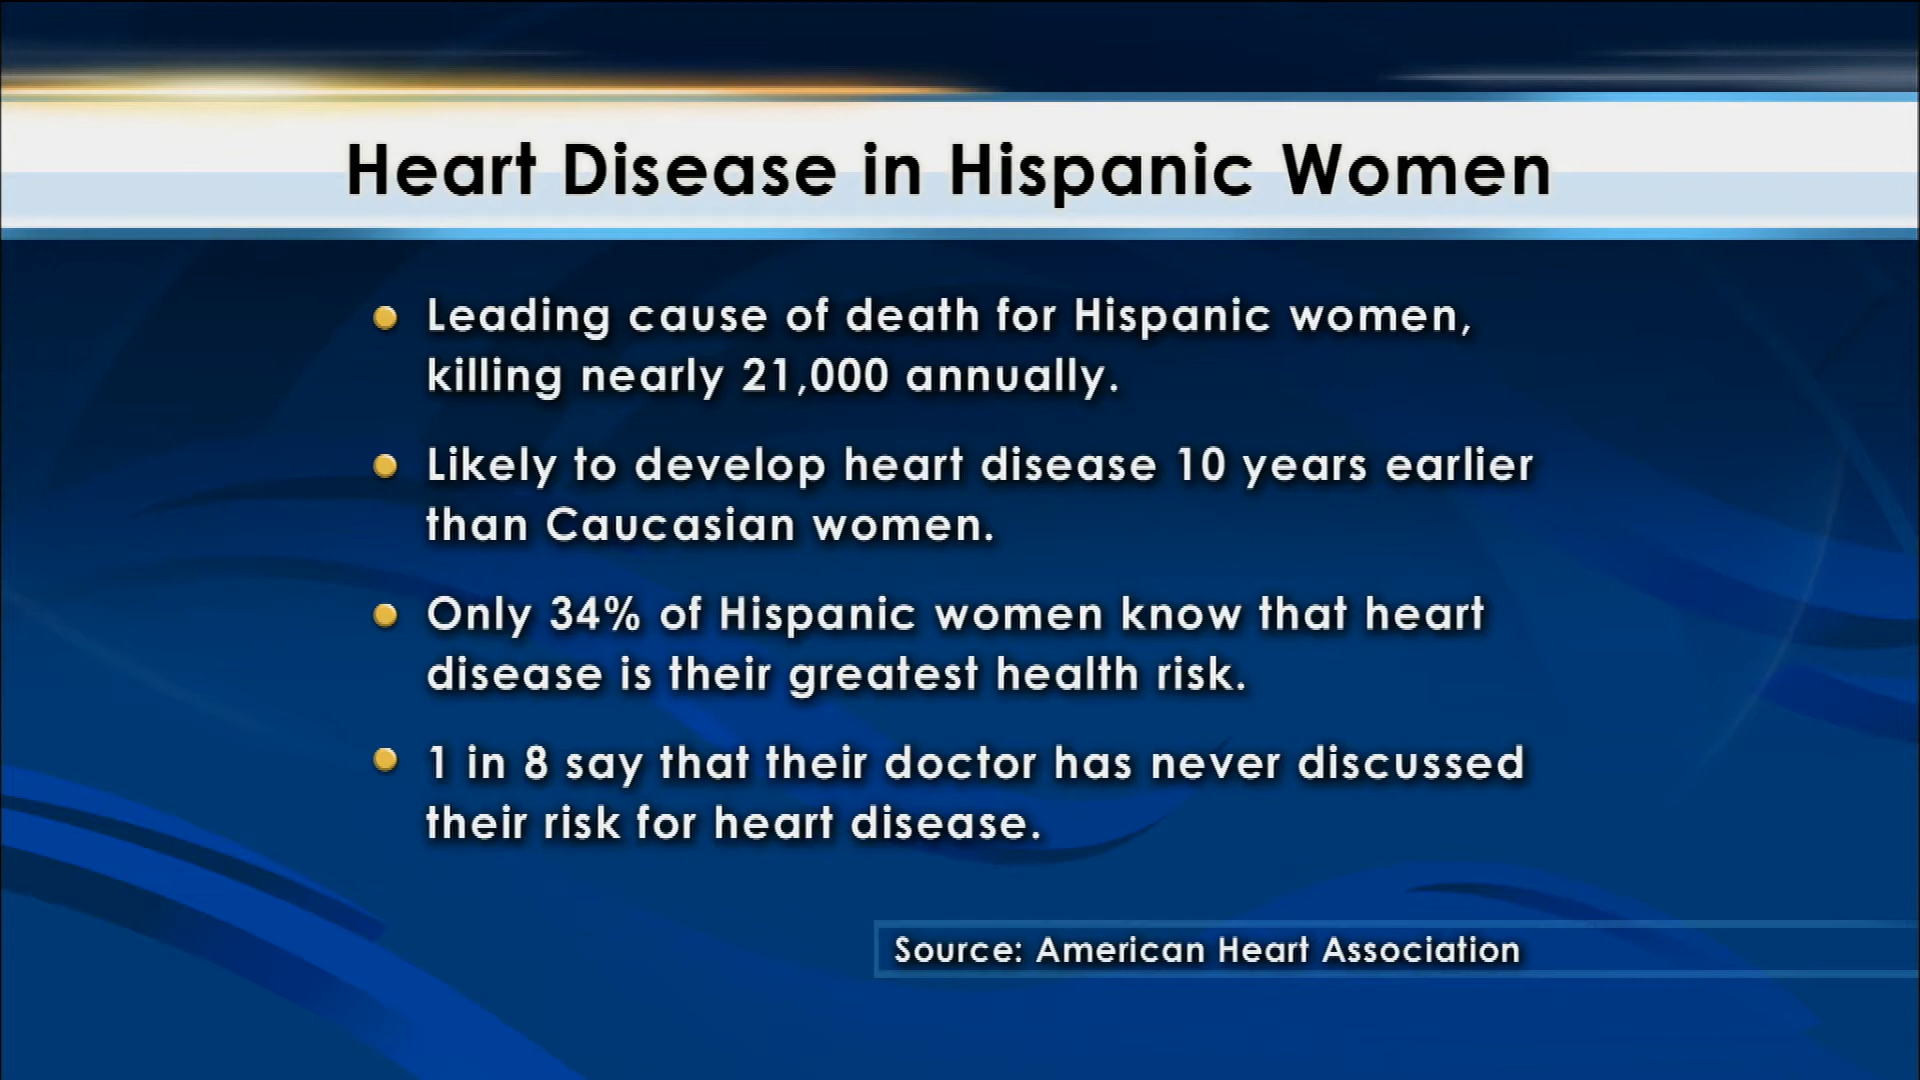 Heart Disease in Hispanic Women
Leading cause of death for Hispanic women,
killing nearly 21,000 annually.
Likely to develop heart disease 10 years earlier
than Caucasian women.
Only 34% of Hispanic women know that heart
disease is their greatest health risk.
1 in 8 say that their doctor has never discussed
their risk for heart disease.
Source: American Heart Association